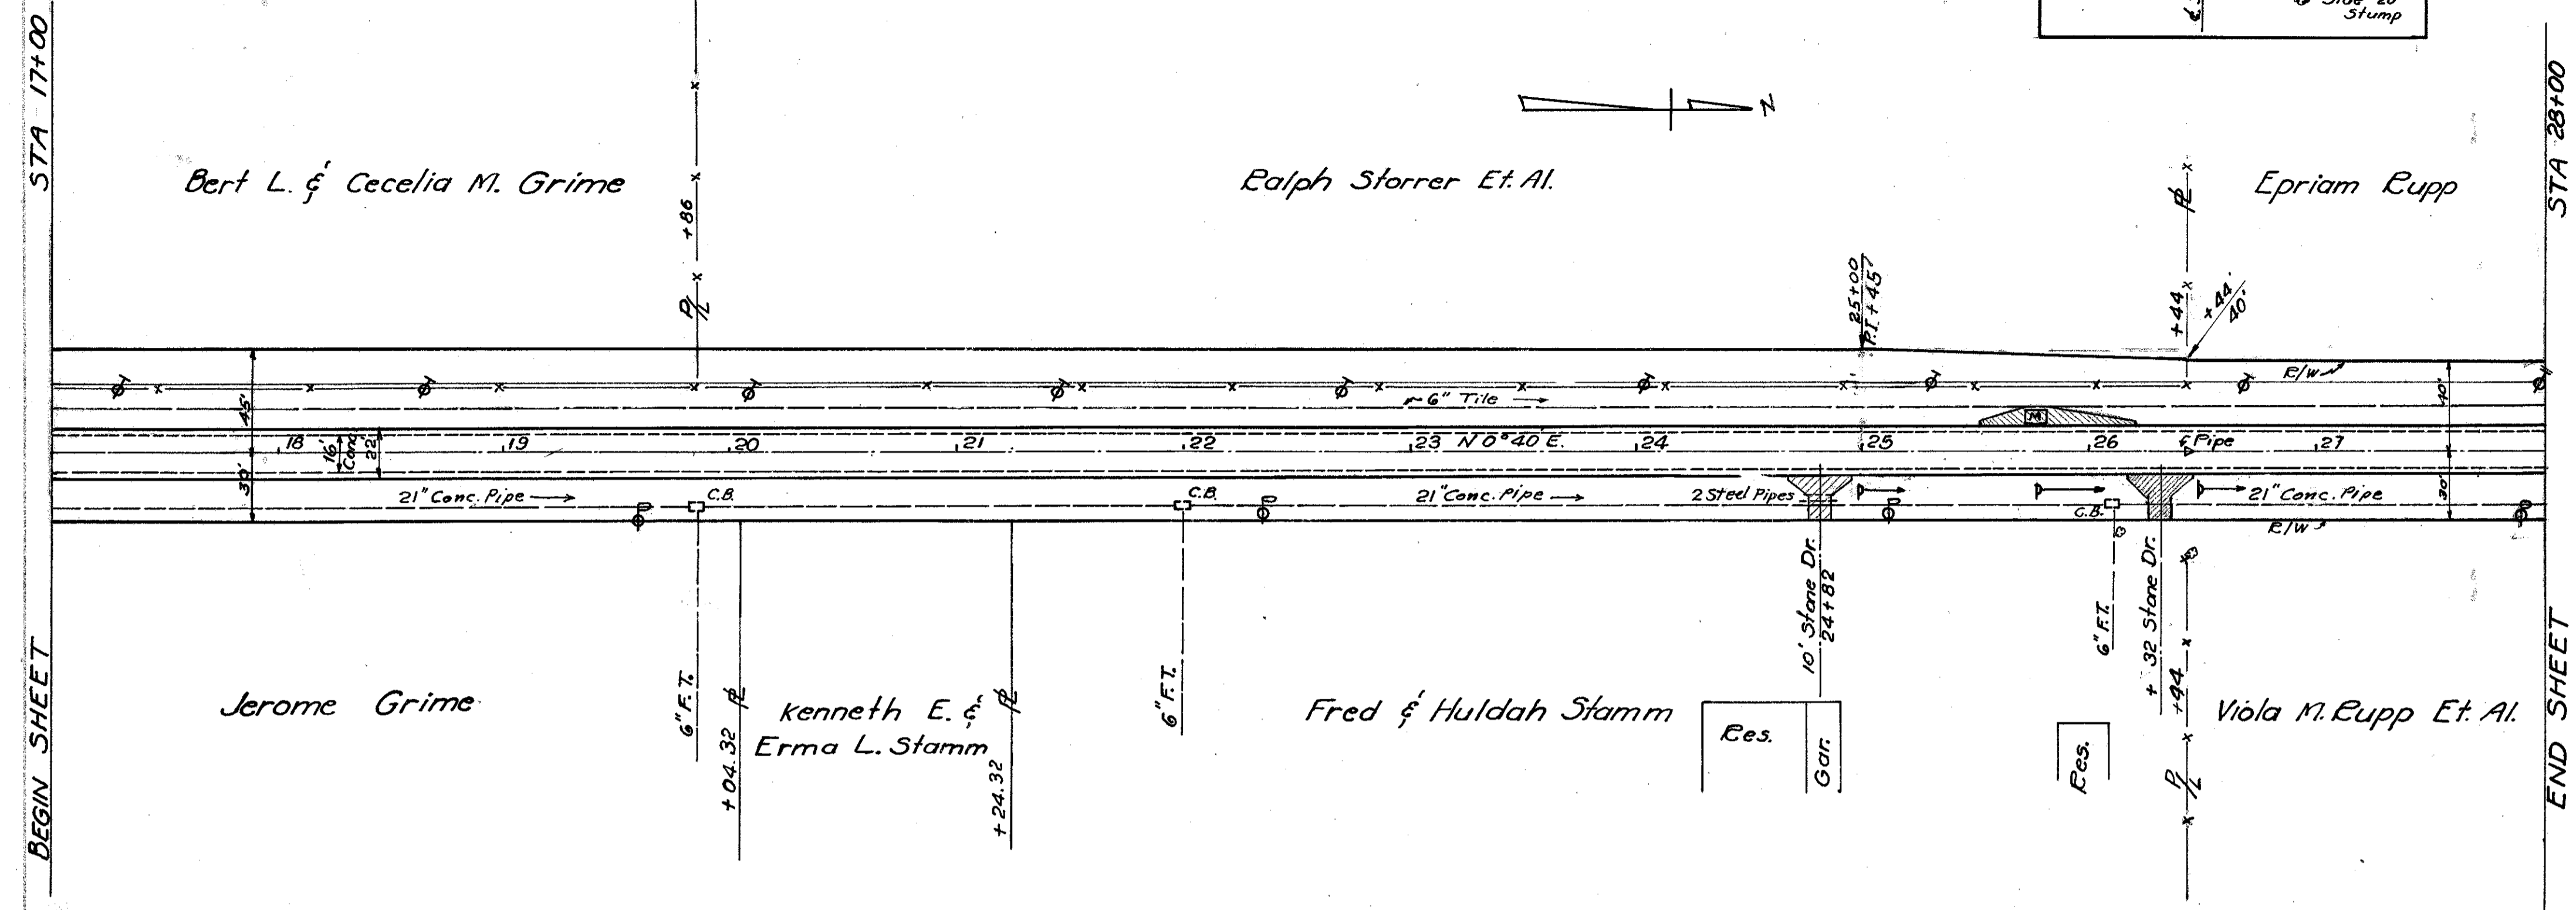 Side 20"
Stump
STA 17+00
STA 28+00
BEGIN SHEET
END SHEET
N
Bert L. & Cecelia M. Grime
Ralph Storrer Et. Al.
Epriam Rupp
+86
P/L
25+00
P.I. +45
P/L
+44
+44
40'
R/W
45'
30'
16'
Conc.
22'
6" Tile
M
40'
30'
18
19
20
21
22
23
N 0°40 E.
24
25
26
27
Pipe
21" Conc. Pipe
C.B.
C.B.
21" Conc. Pipe
2 Steel Pipes
C.B.
21" Conc. Pipe
R/W
10' Stone Dr.
24+82
6" F.T.
+32 Stone Dr.
+44
P/L
Jerome Grime
6" F.T.
+04.32
P/L
Kenneth E. &
Erma L. Stamm
+24.32
P/L
6" F.T.
Fred & Huldah Stamm
Res.
Gar.
Res.
Viola M. Rupp Et. Al.